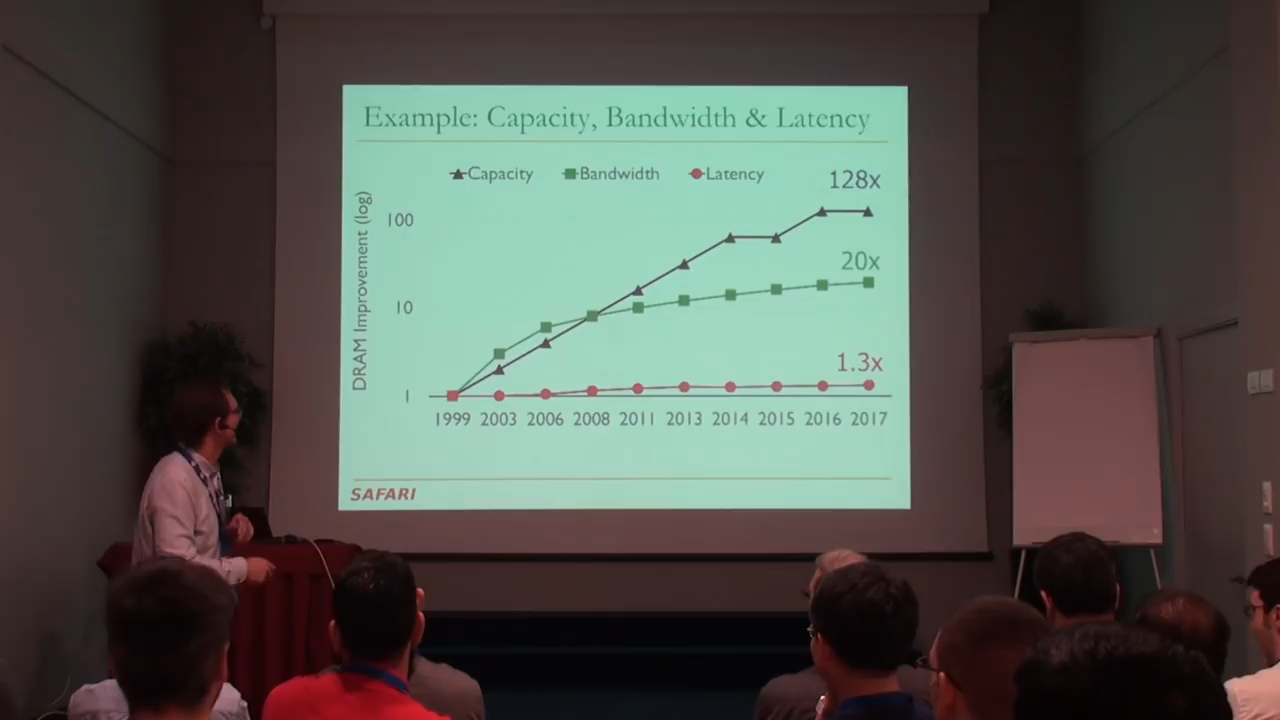 Example: Capacity, Bandwidth & Latency
Capacity Bandwidth Latency
128x
DRAM Improvement (log)
100
20x
10
1.3x
1
1999 2003 2006 2008 2011 2013 2014 2015 2016 2017
SAFARI